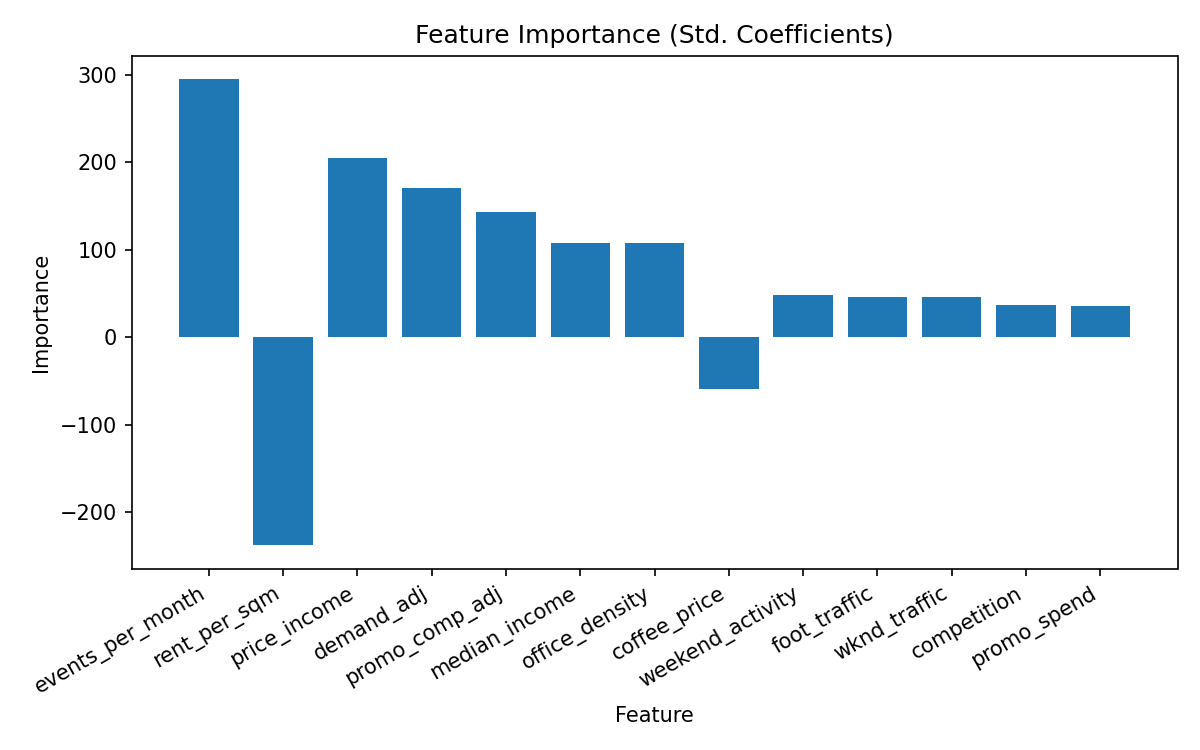 Feature Importance (Std. Coefficients)
Importance
300
200
100
0
−100
−200
events_per_month
rent_per_sqm
price_income
demand_adj
promo_comp_adj
median_income
office_density
coffee_price
weekend_activity
foot_traffic
wknd_traffic
competition
promo_spend
Feature